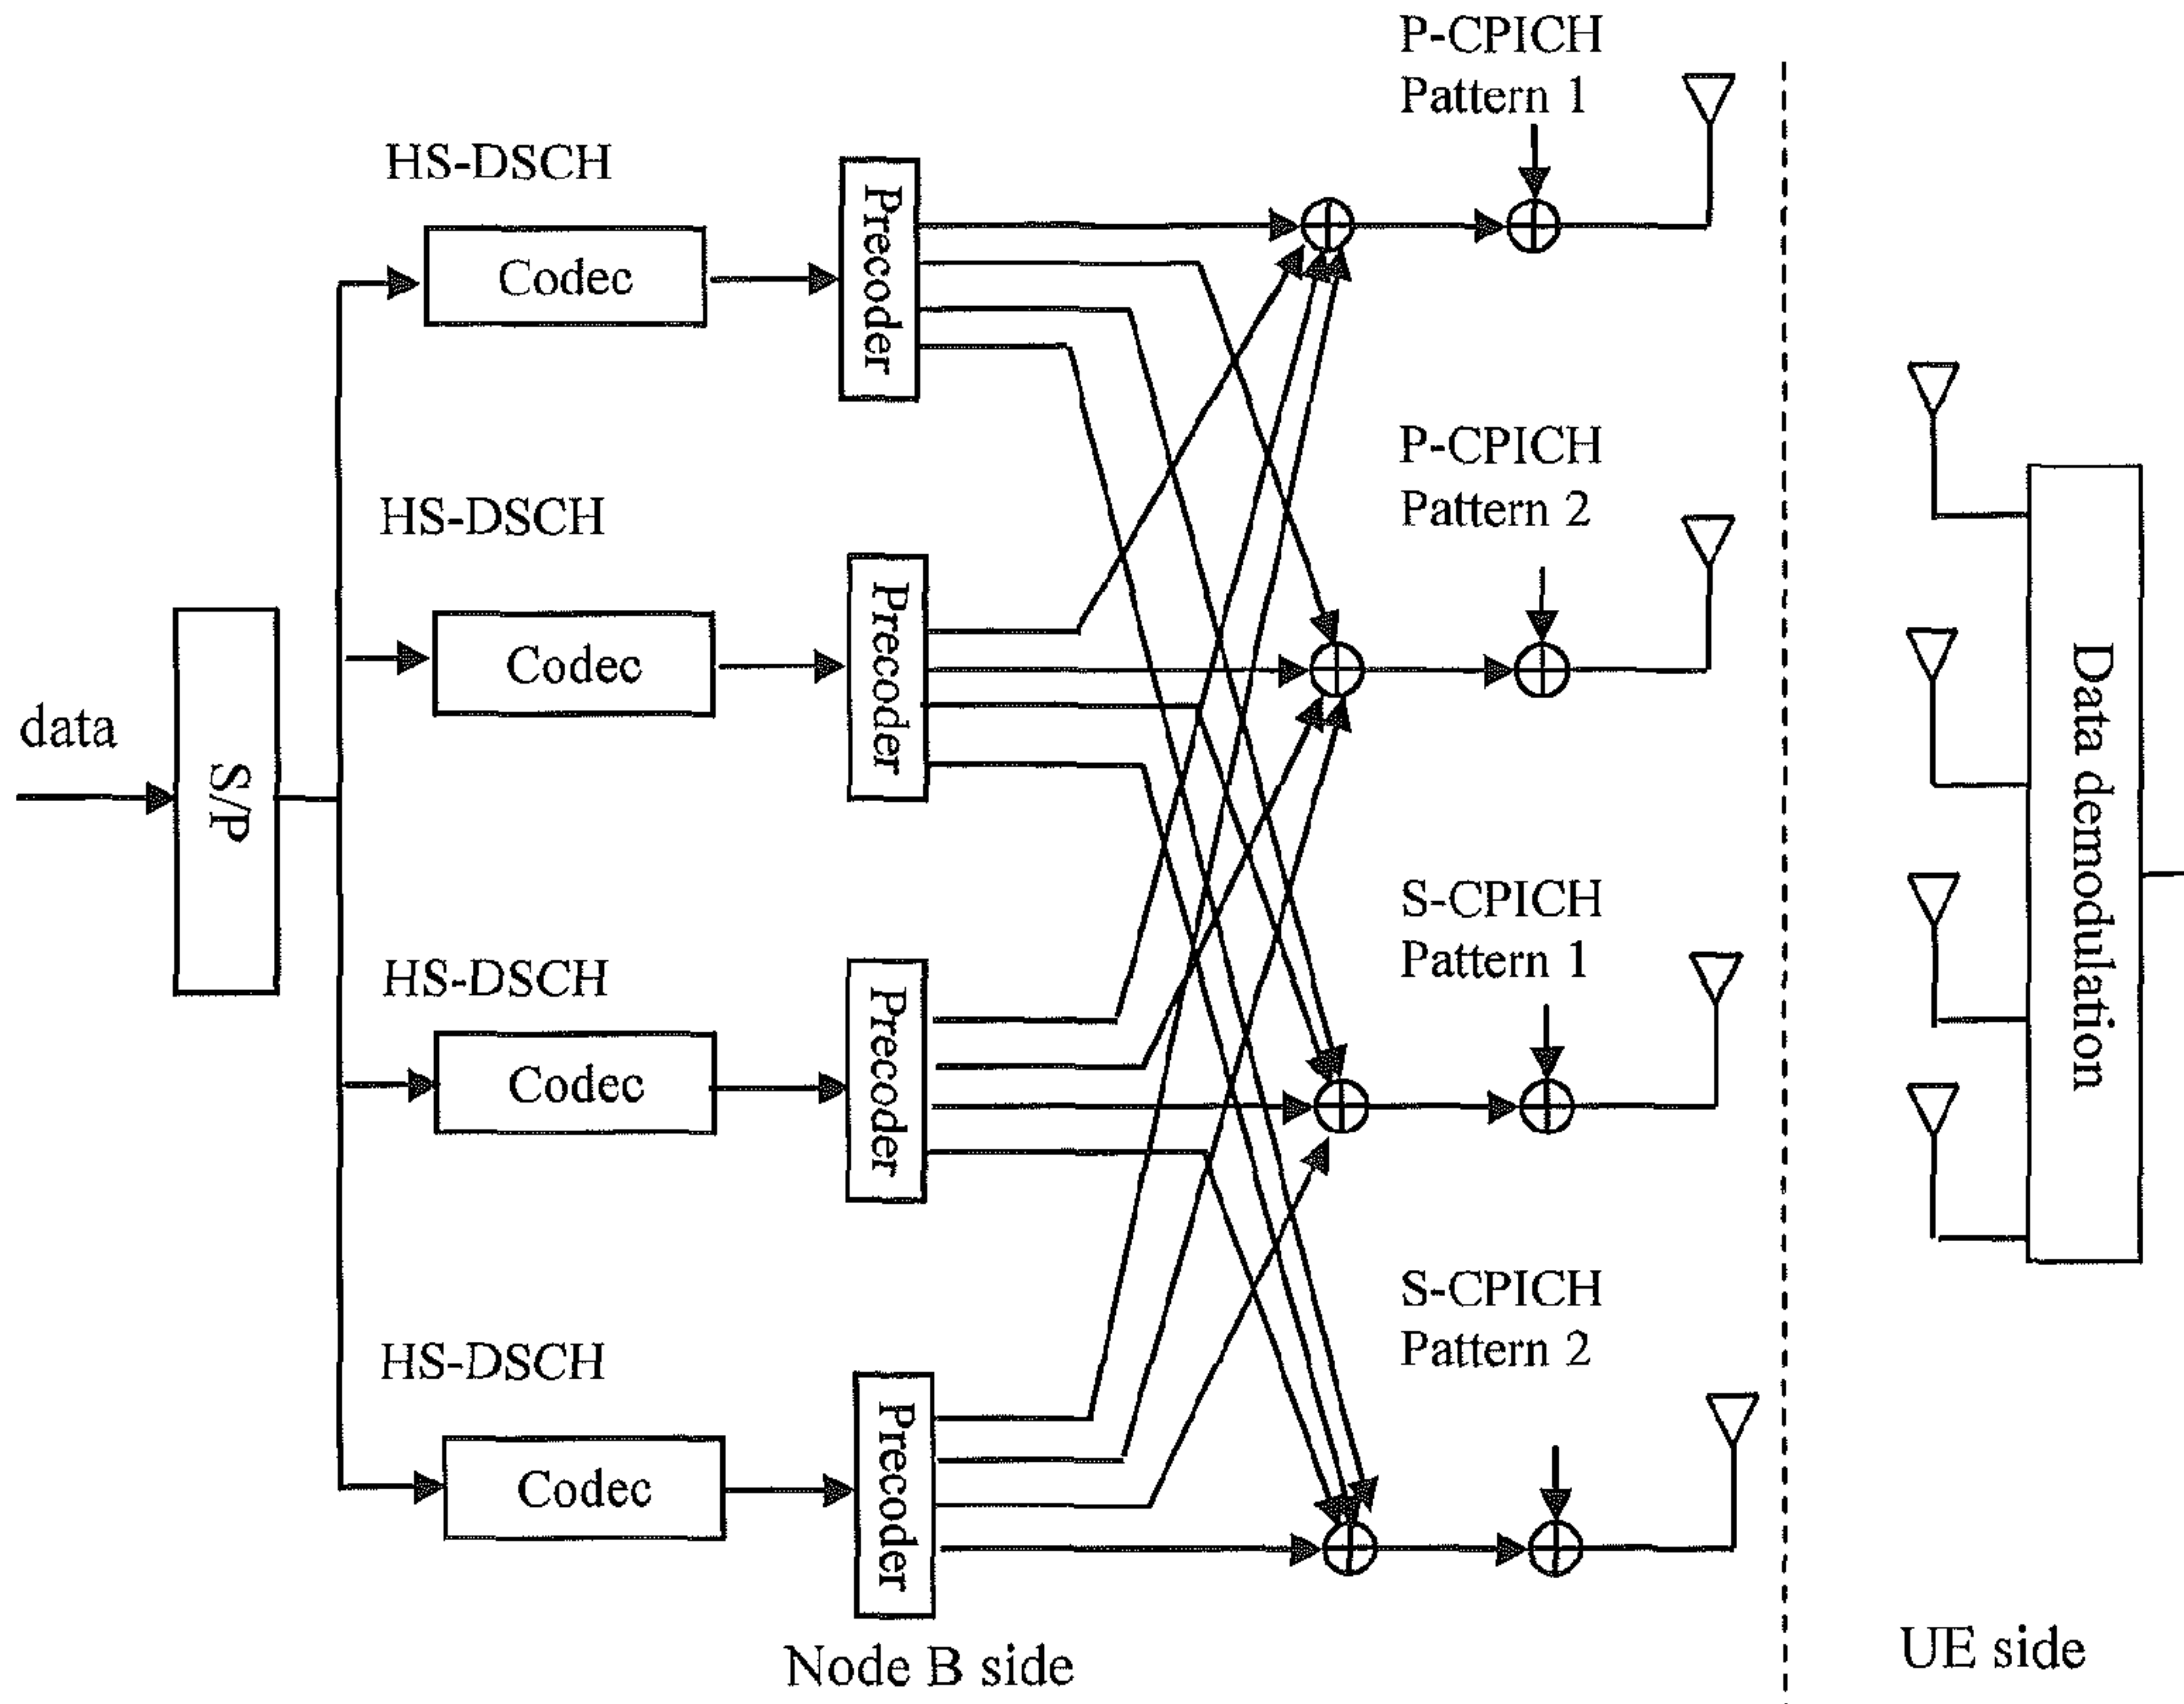 P-CPICH
Pattern 1
HS-DSCH
Precoder
Codec
P-CPICH
Pattern 2
HS-DSCH
Precoder
Codec
data
S/P
Data demodulation
S-CPICH
Pattern 1
HS-DSCH
Precoder
Codec
S-CPICH
Pattern 2
HS-DSCH
Precoder
Codec
Node B side
UE side